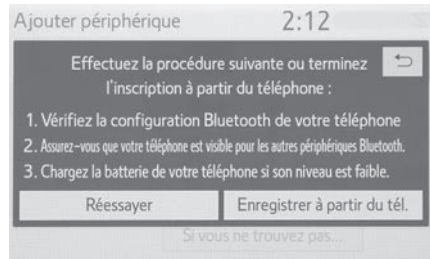 Ajouter périphérique 2:12
Effectuez la procédure suivante ou terminez
l'inscription à partir du téléphone :
1. Vérifiez la configuration Bluetooth de votre téléphone
2. Assurez-vous que votre téléphone est visible pour les autres périphériques Bluetooth.
3. Chargez la batterie de votre téléphone si son niveau est faible.
Réessayer Enregistrer à partir du tél.
Si vous ne trouvez pas...